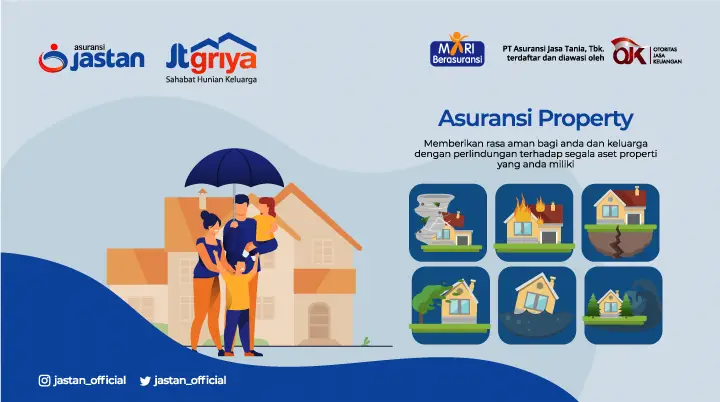 asuransi
jastan
Jtgriya
Sahabat Hunian Keluarga
MARI
Berasuransi
PT Asuransi Jasa Tania, Tbk.
terdaftar dan diawasi oleh
OJK
OTORITAS
JASA
KEUANGAN
Asuransi Property
Memberikan rasa aman bagi anda dan keluarga
dengan perlindungan terhadap segala aset properti
yang anda miliki
jastan_official
jastan_official